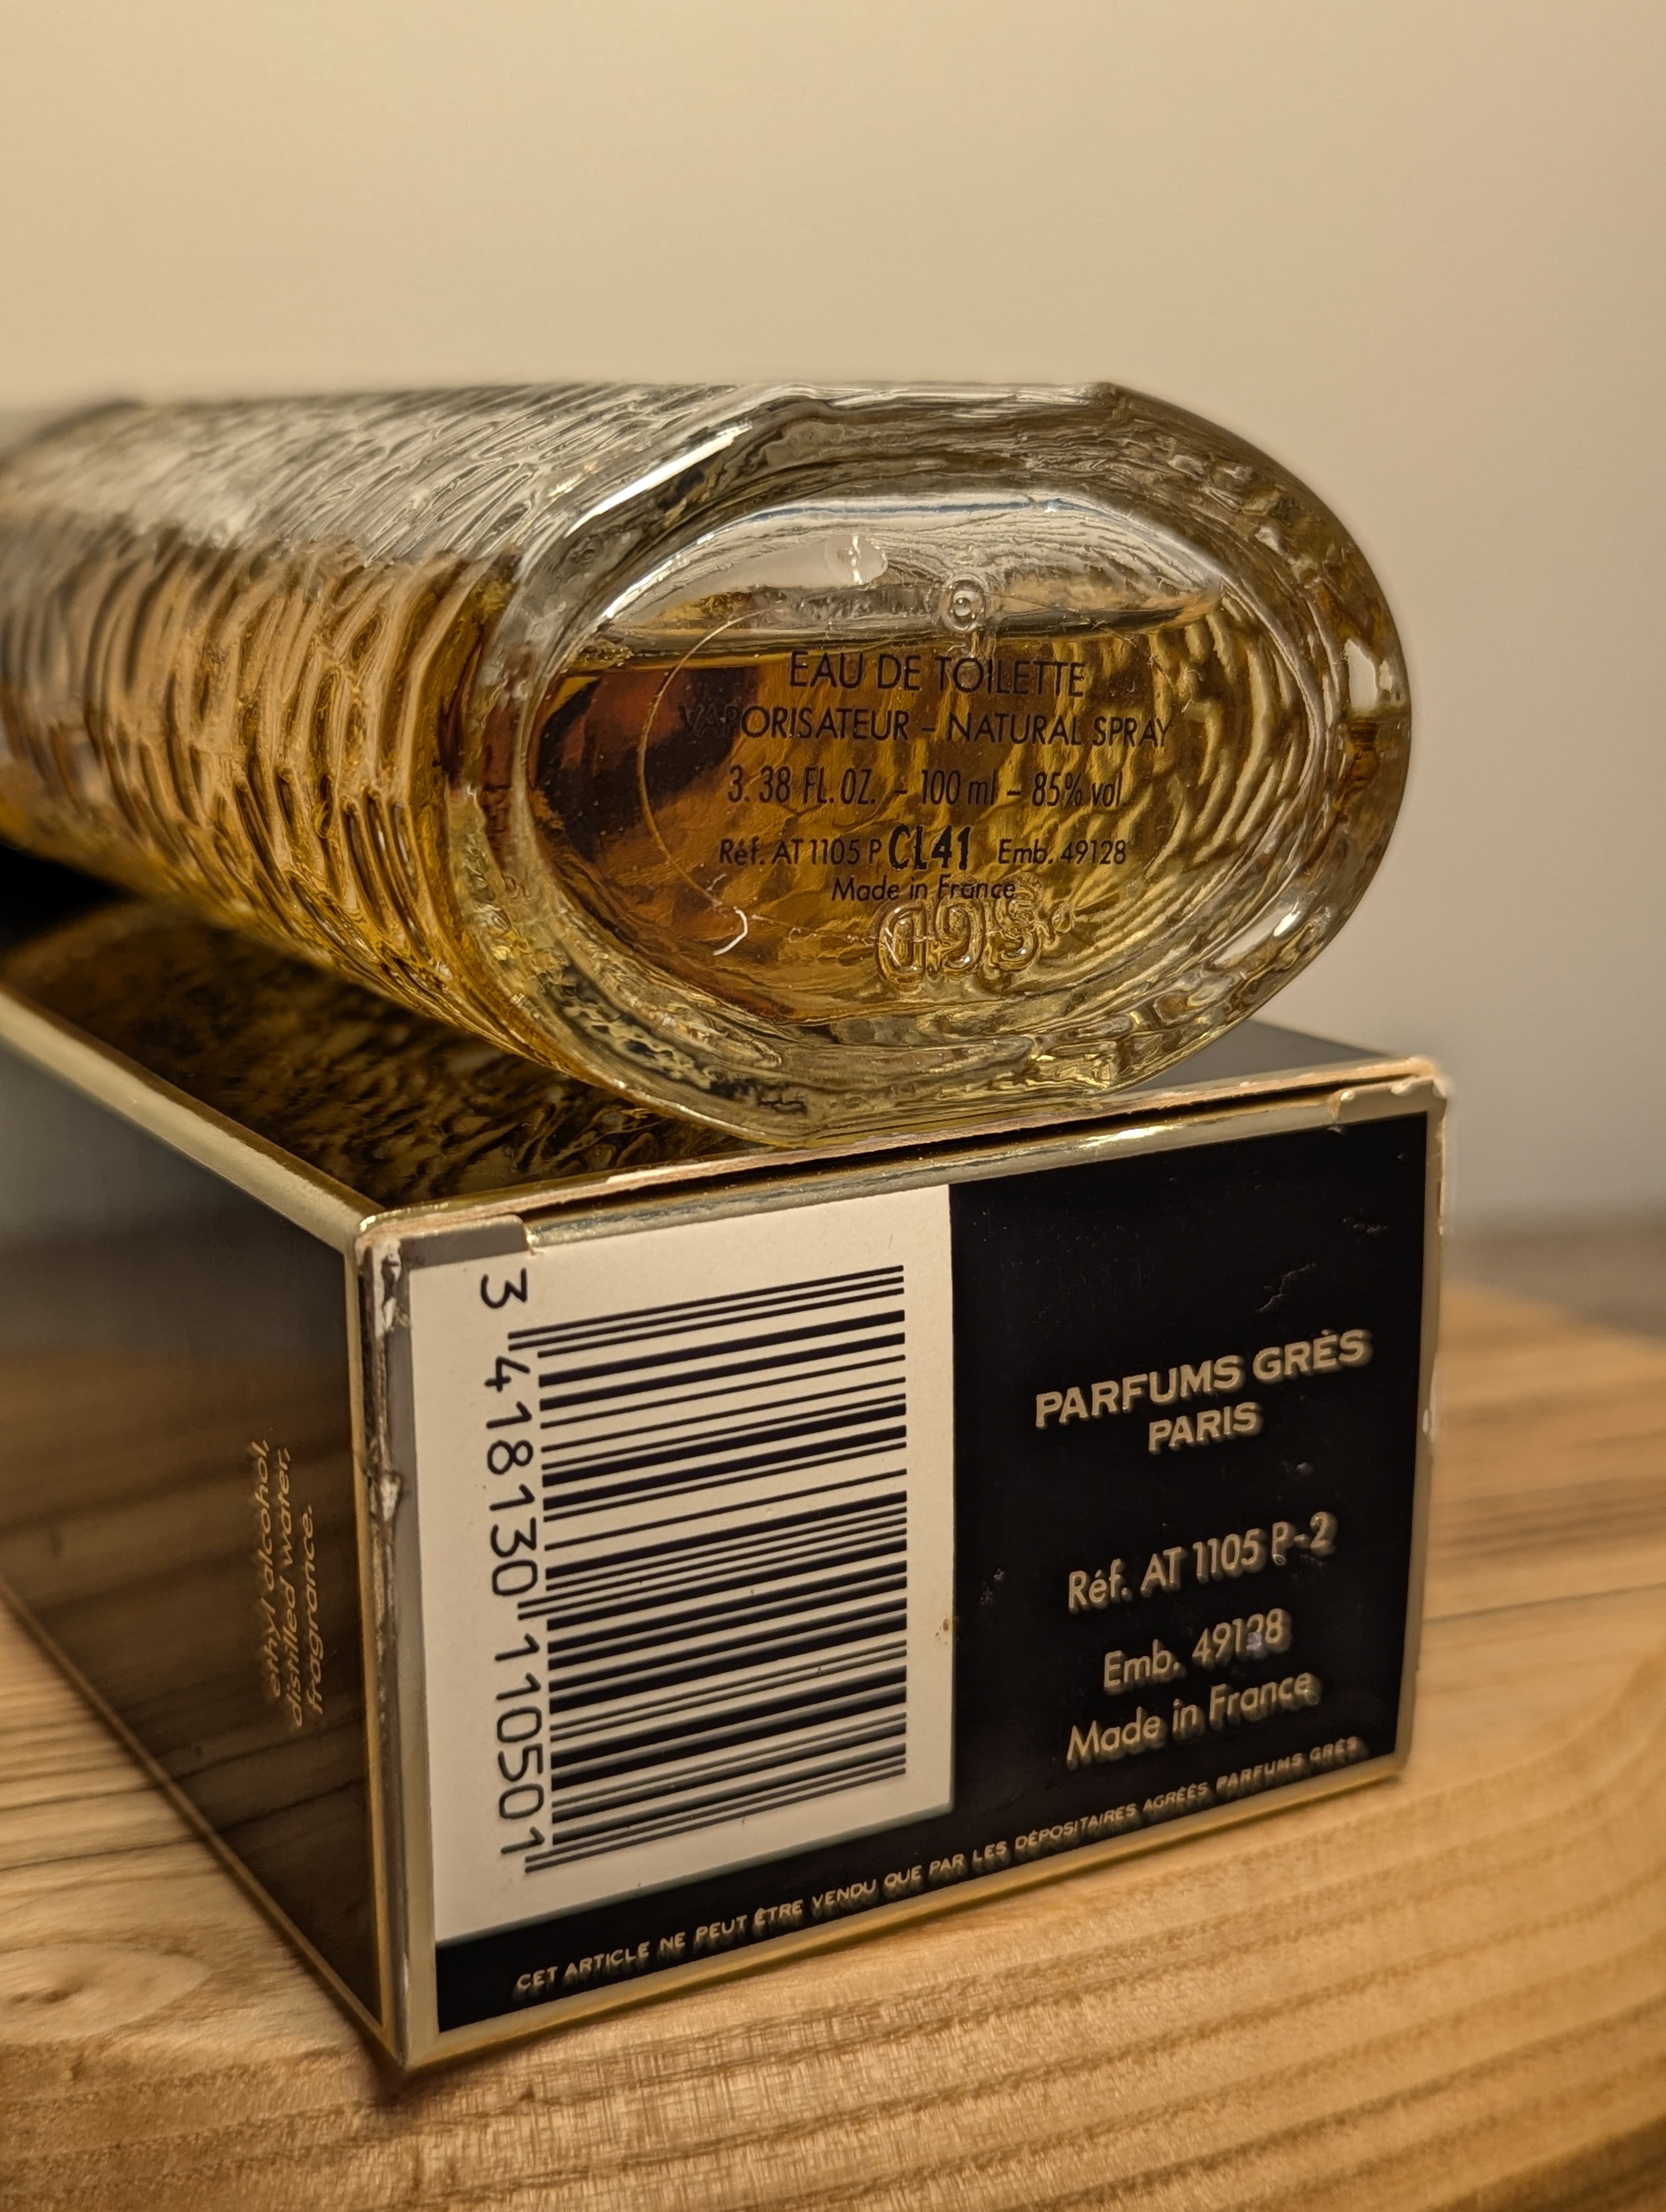 EAU DE TOILETTE
VAPORISATEUR – NATURAL SPRAY
3.38 FL. OZ. – 100 ml – 85% vol.
Réf. AT 1105 P CL41 Emb. 49128
Made in France
ethyl alcohol,
distilled water,
fragrance.
3 418130 110501
PARFUMS GRÈS
PARIS
Réf. AT 1105 P-2
Emb. 49128
Made in France
CET ARTICLE NE PEUT ÊTRE VENDU QUE PAR LES DÉPOSITAIRES AGRÉÉS PARFUMS GRÈS